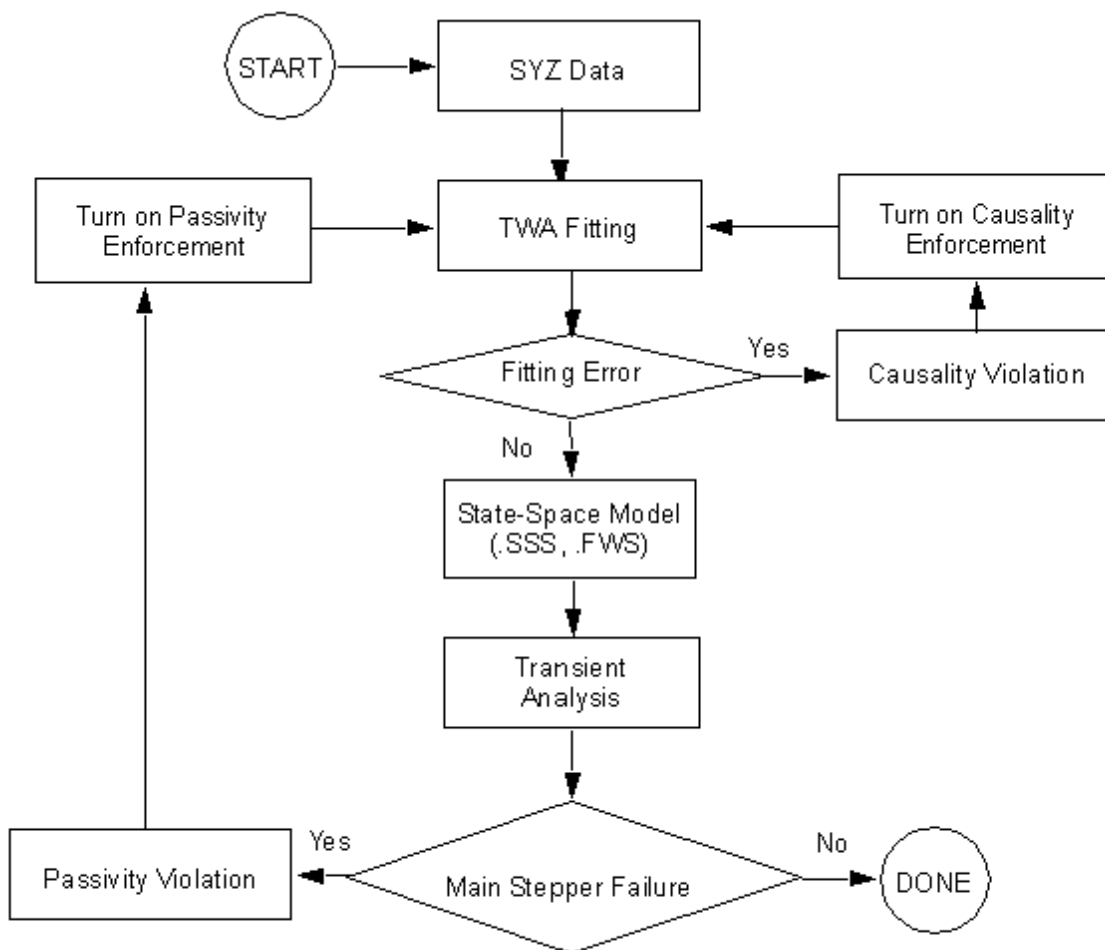 START
SYZ Data
Turn on Passivity
Enforcement
TWA Fitting
Turn on Causality
Enforcement
Fitting Error
Yes
Causality Violation
No
State-Space Model
(.SSS, .FWS)
Transient
Analysis
Passivity Violation
Yes
Main Stepper Failure
No
DONE